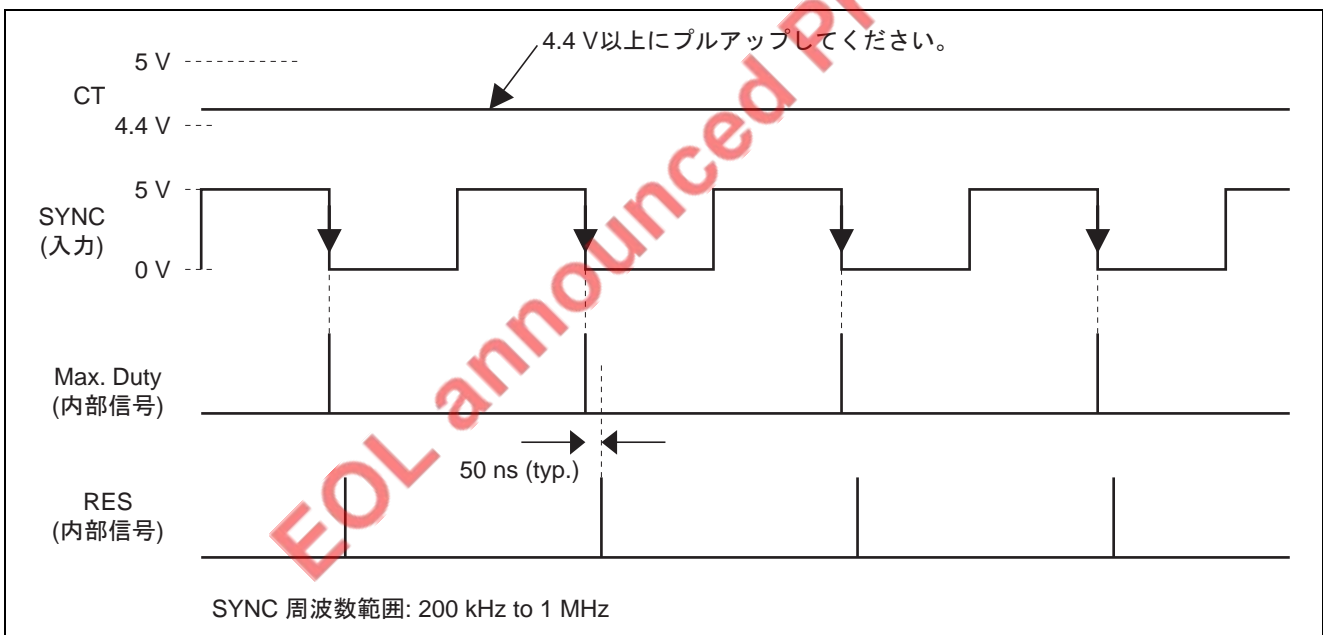 4.4 V以上にプルアップしてください。
5 V
CT
4.4 V
5 V
SYNC
(入力)
0 V
Max. Duty
(内部信号)
50 ns (typ.)
RES
(内部信号)
SYNC 周波数範囲: 200 kHz to 1 MHz
EOL announced